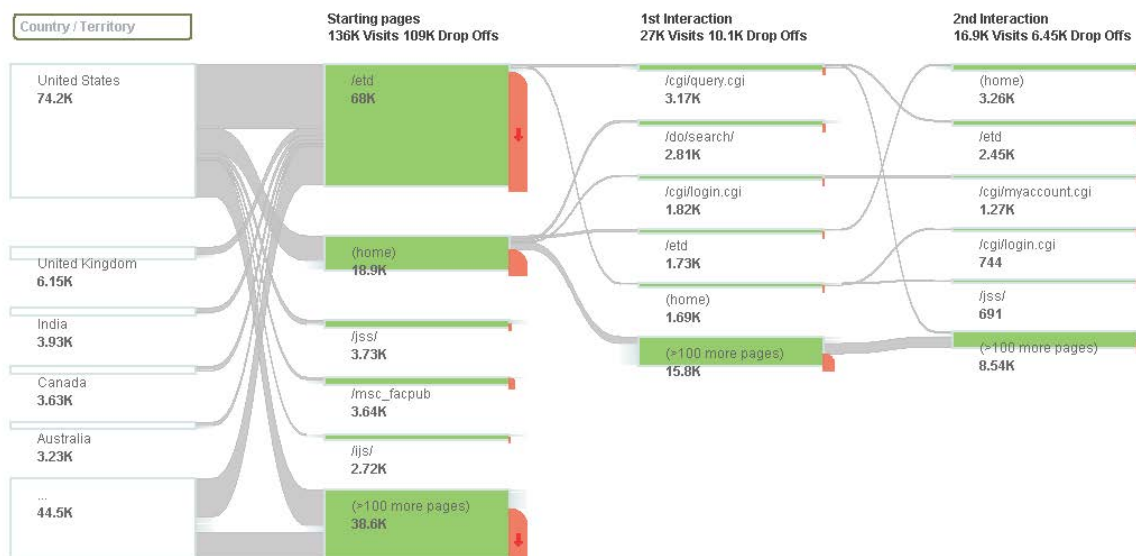 Country / Territory
Starting pages
136K Visits 109K Drop Offs
1st Interaction
27K Visits 10.1K Drop Offs
2nd Interaction
16.9K Visits 6.45K Drop Offs
United States
74.2K
United Kingdom
6.15K
India
3.93K
Canada
3.63K
Australia
3.23K
...
44.5K
/etd
68K
(home)
18.9K
/jss/
3.73K
/msc_facpub
3.64K
/ijs/
2.72K
(>100 more pages)
38.6K
/cgi/query.cgi
3.17K
/do/search/
2.81K
/cgi/login.cgi
1.82K
/etd
1.73K
(home)
1.69K
(>100 more pages)
15.8K
(home)
3.26K
/etd
2.45K
/cgi/myaccount.cgi
1.27K
/cgi/login.cgi
744
/jss/
691
(>100 more pages)
8.54K